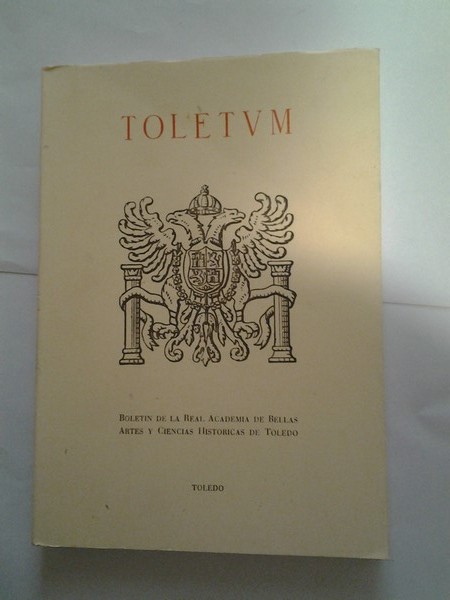 TOLETVM
BOLETIN DE LA REAL ACADEMIA DE BELLAS
ARTES Y CIENCIAS HISTORICAS DE TOLEDO
TOLEDO